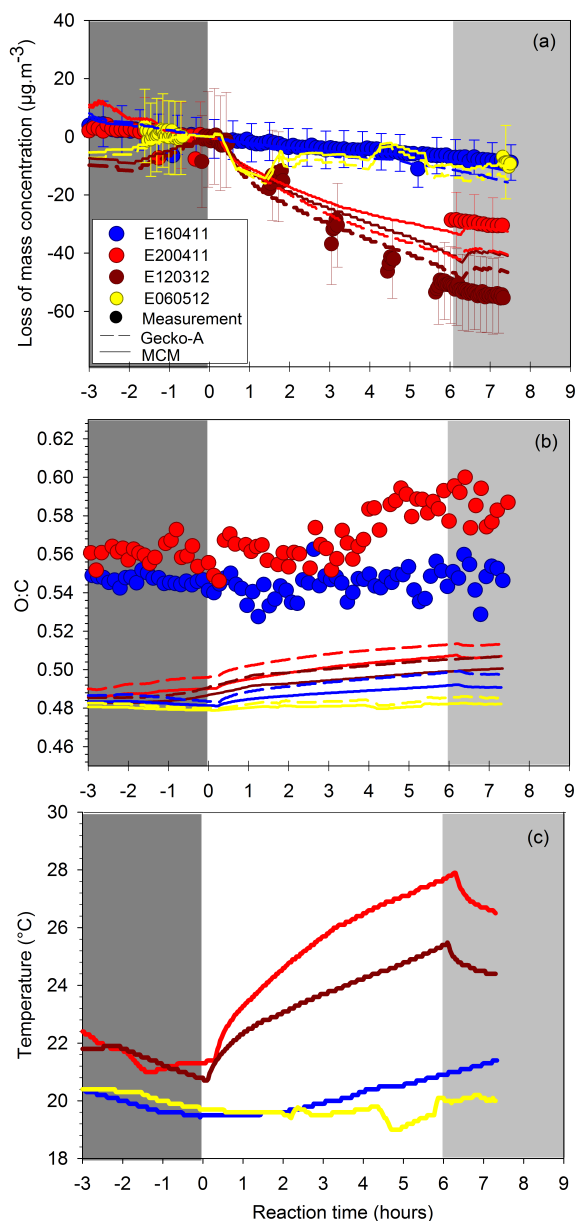 (a)
Loss of mass concentration (µg.m⁻³)
40
20
0
-20
-40
-60
E160411
E200411
E120312
E060512
Measurement
Gecko-A
MCM
-3 -2 -1 0 1 2 3 4 5 6 7 8 9
(b)
O:C
0.62
0.60
0.58
0.56
0.54
0.52
0.50
0.48
0.46
-3 -2 -1 0 1 2 3 4 5 6 7 8 9
(c)
Temperature (°C)
30
28
26
24
22
20
18
-3 -2 -1 0 1 2 3 4 5 6 7 8 9
Reaction time (hours)